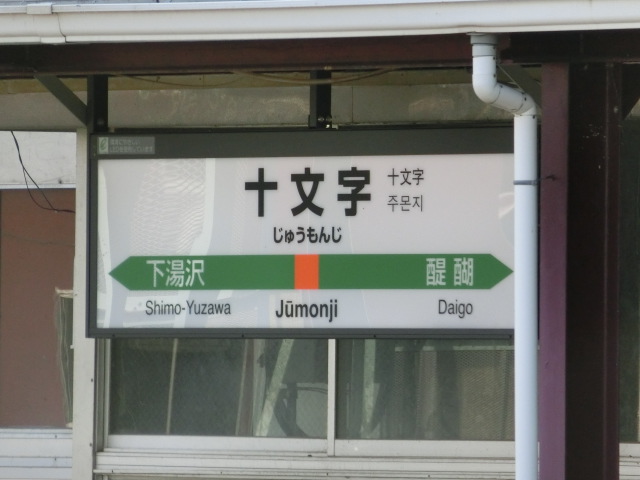 十文字
十文字
주몬지
じゅうもんじ
下湯沢 醍醐
Shimo-Yuzawa Jūmonji Daigo